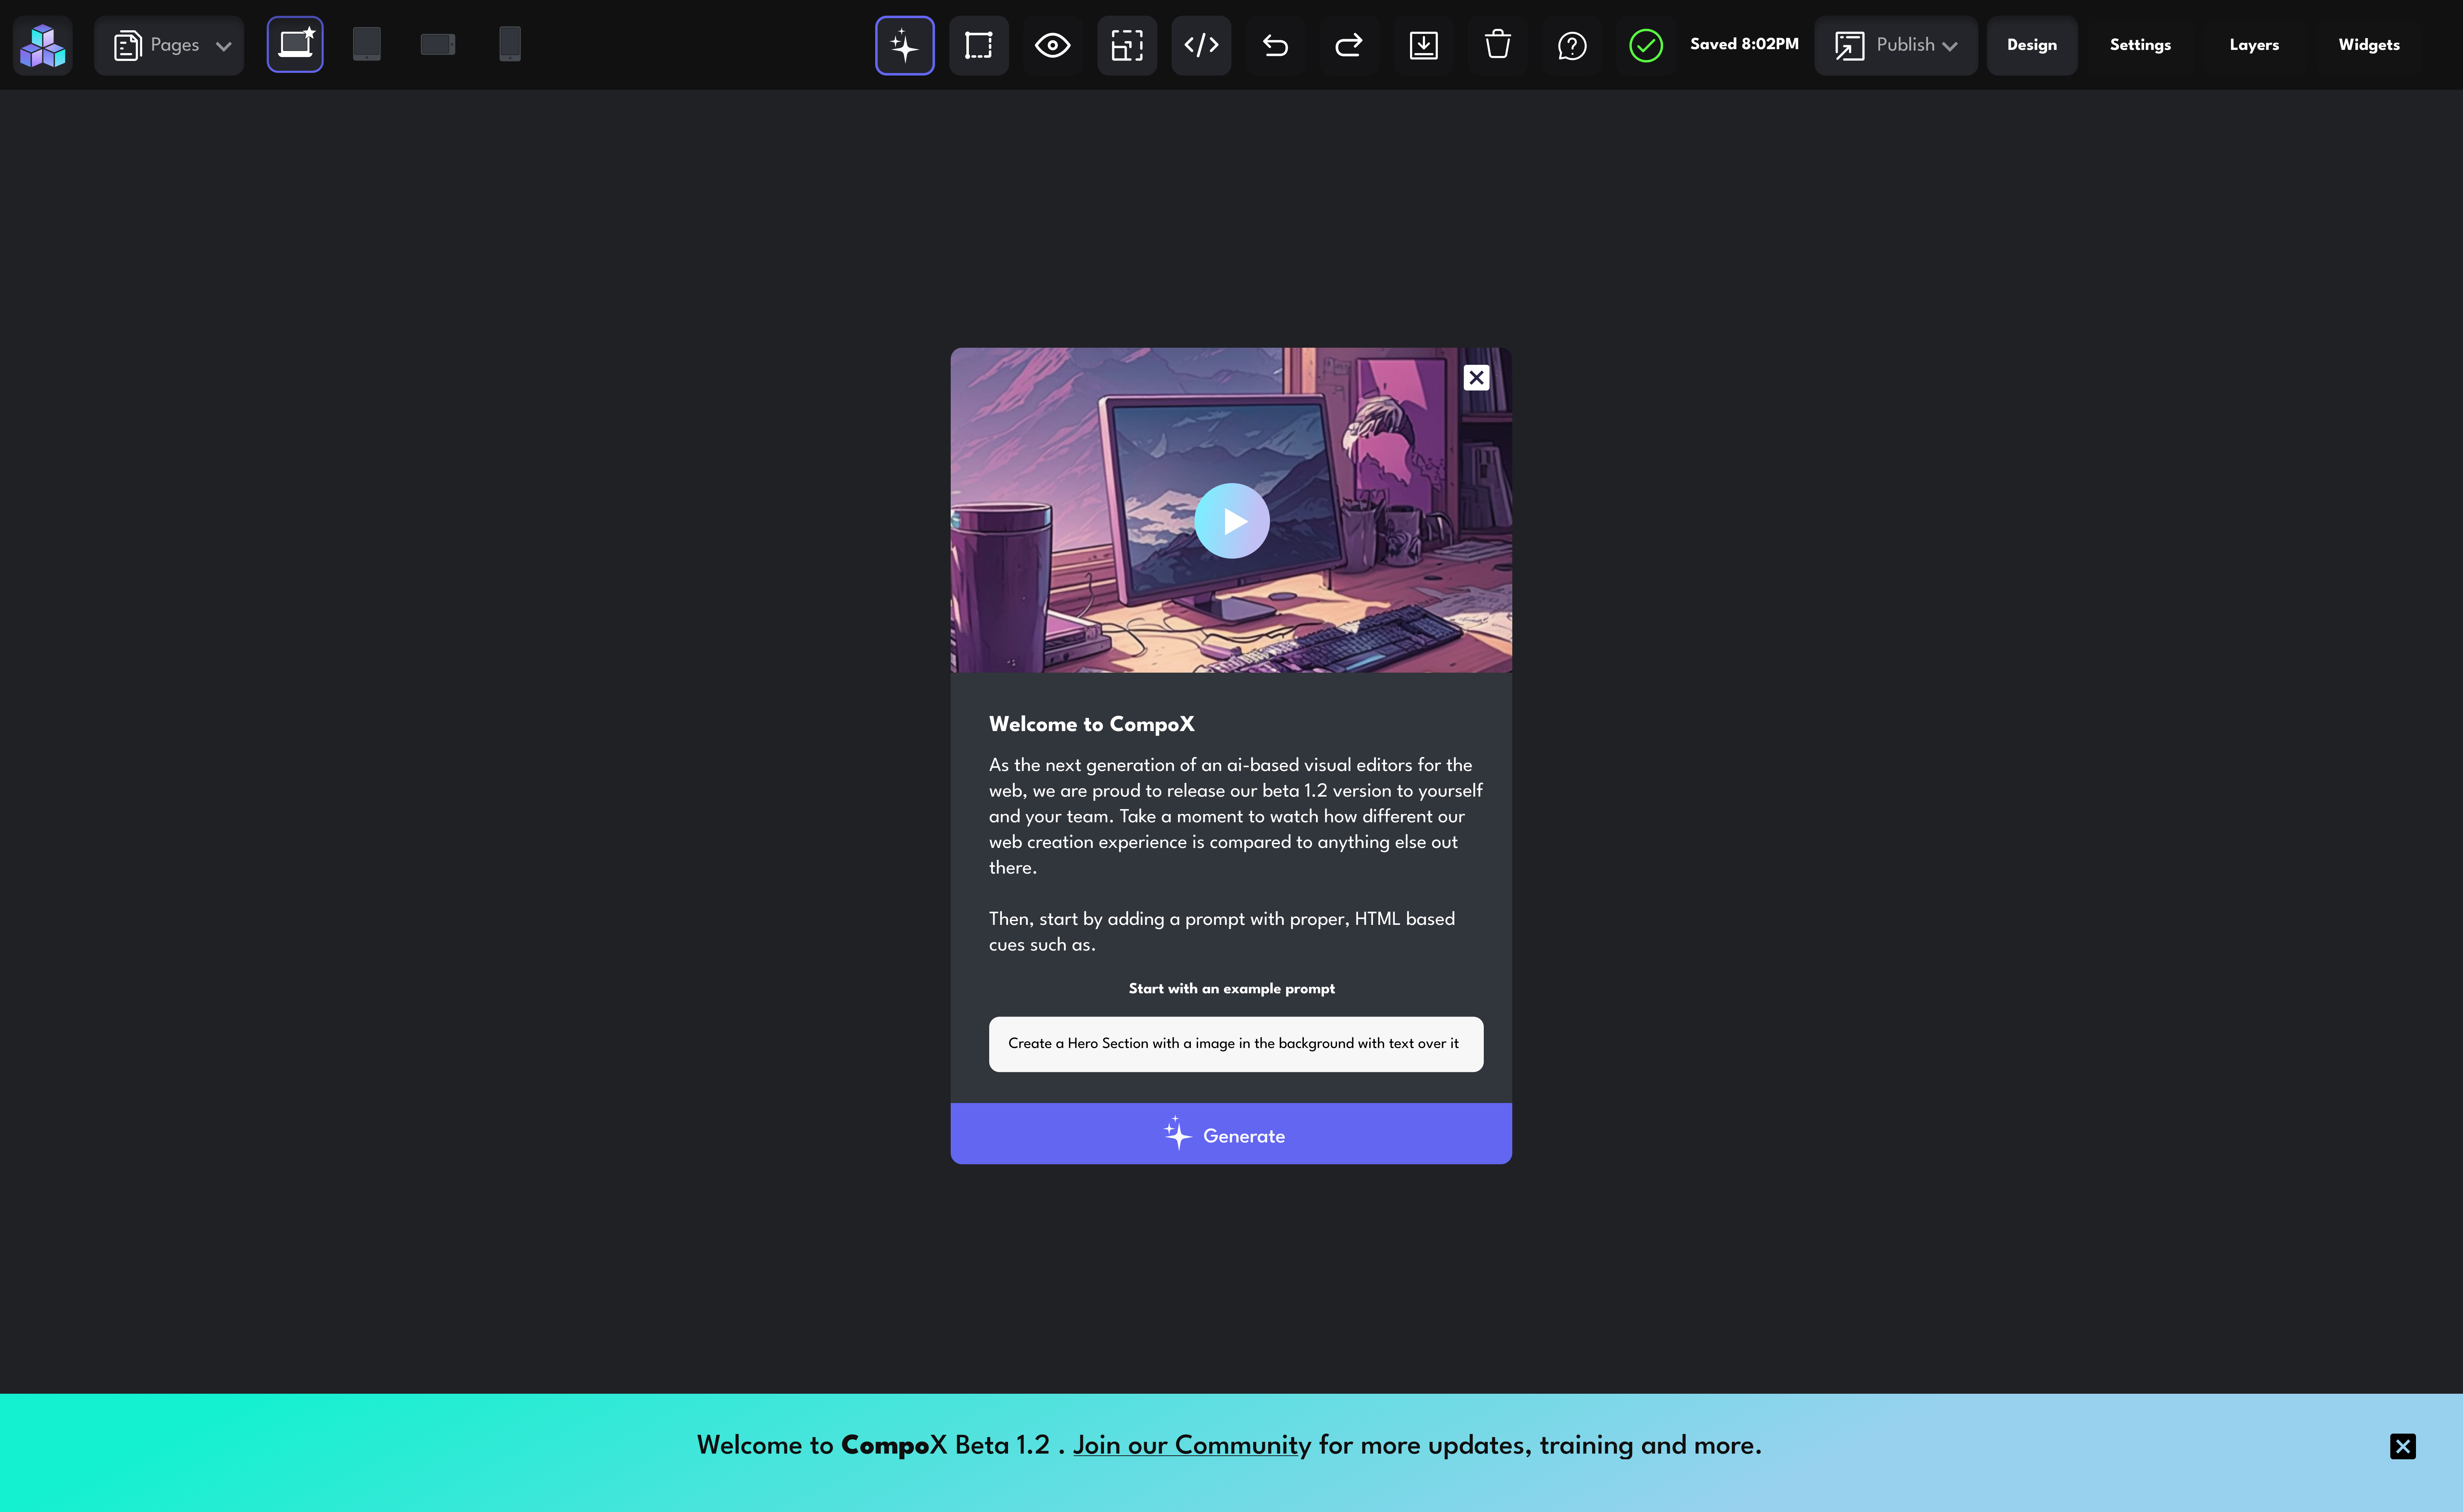 Pages
Saved 8:02PM
Publish
Design
Settings
Layers
Widgets
Welcome to CompoX
As the next generation of an ai-based visual editors for the
web, we are proud to release our beta 1.2 version to yourself
and your team. Take a moment to watch how different our
web creation experience is compared to anything else out
there.
Then, start by adding a prompt with proper, HTML based
cues such as.
Start with an example prompt
Create a Hero Section with a image in the background with text over it
Generate
Welcome to CompoX Beta 1.2 . Join our Community for more updates, training and more.